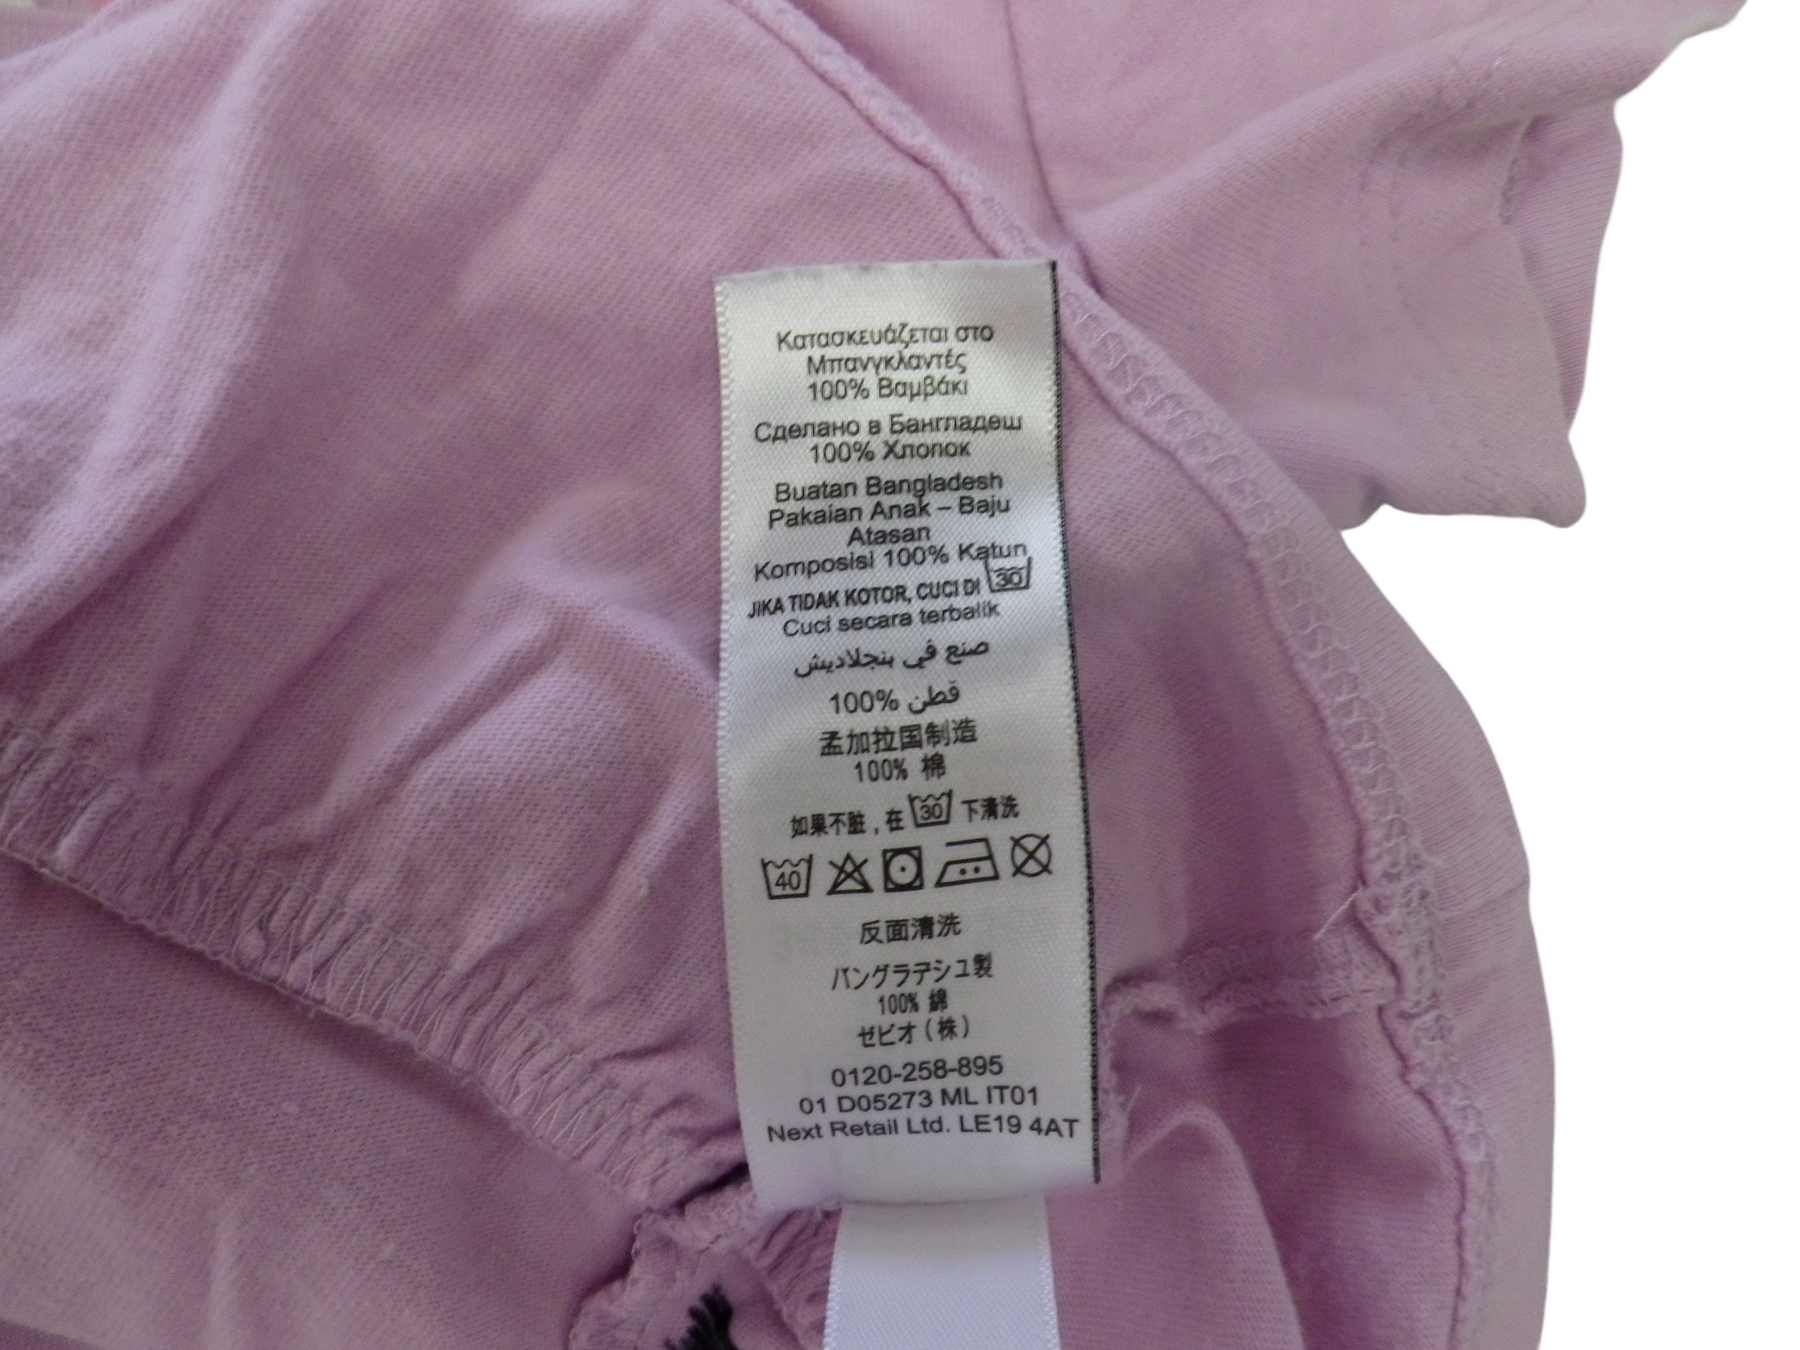 Κατασκευάζεται στο
Μπανγκλαντές
100% Βαμβάκι
Сделано в Бангладеш
100% Хлопок
Buatan Bangladesh
Pakaian Anak – Baju
Atasan
Komposisi 100% Katun
JIKA TIDAK KOTOR, CUCI DI 30
Cuci secara terbalik
صنع في بنجلاديش
100% قطن
孟加拉国制造
100% 棉
如果不脏，在 30 下清洗
40
反面清洗
バングラデシュ製
100% 綿
ゼビオ（株）
0120-258-895
01 D05273 ML IT01
Next Retail Ltd. LE19 4AT